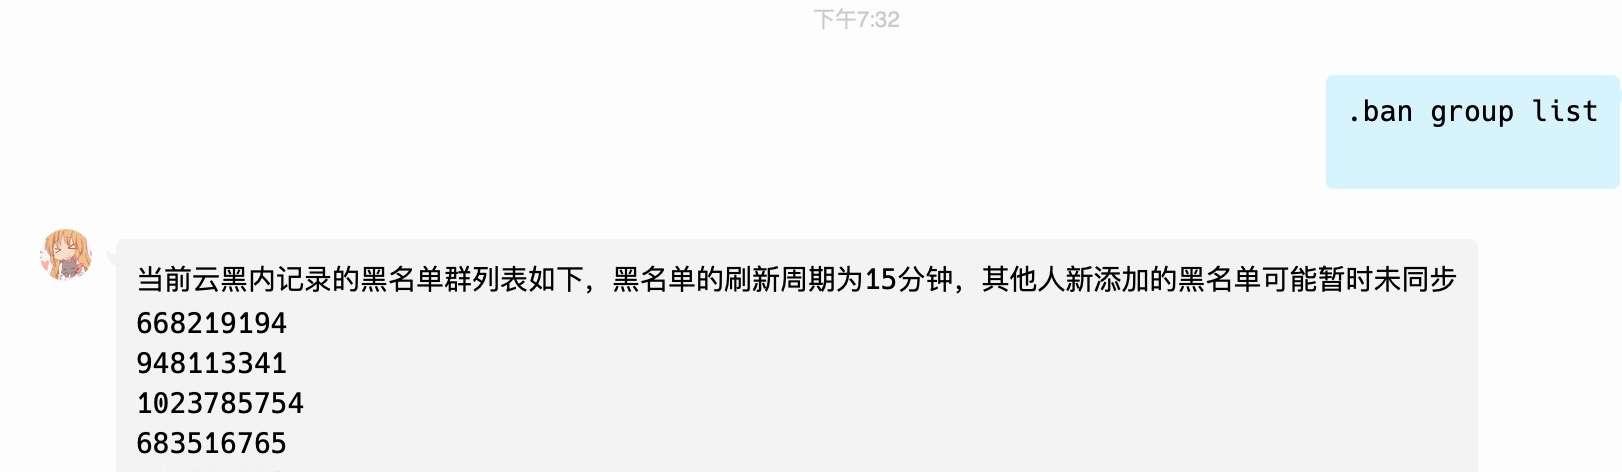 下午7:32
.ban group list
当前云黑内记录的黑名单群列表如下，黑名单的刷新周期为15分钟，其他人新添加的黑名单可能暂时未同步
668219194
948113341
1023785754
683516765